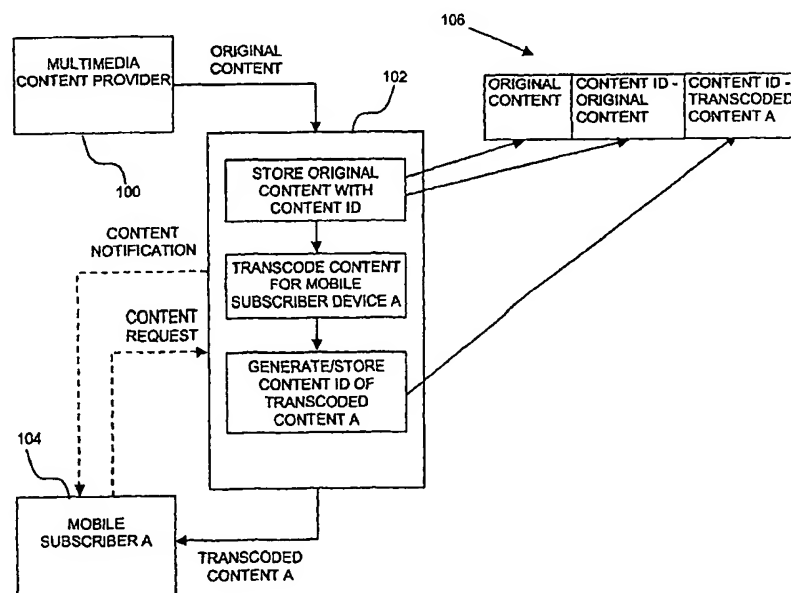 106
MULTIMEDIA
CONTENT PROVIDER
100
ORIGINAL
CONTENT
102
ORIGINAL
CONTENT
CONTENT ID -
ORIGINAL
CONTENT
CONTENT ID -
TRANSCODED
CONTENT A
STORE ORIGINAL
CONTENT WITH
CONTENT ID
CONTENT
NOTIFICATION
TRANSCODE CONTENT
FOR MOBILE
SUBSCRIBER DEVICE A
CONTENT
REQUEST
GENERATE/STORE
CONTENT ID OF
TRANSCODED
CONTENT A
104
MOBILE
SUBSCRIBER A
TRANSCODED
CONTENT A